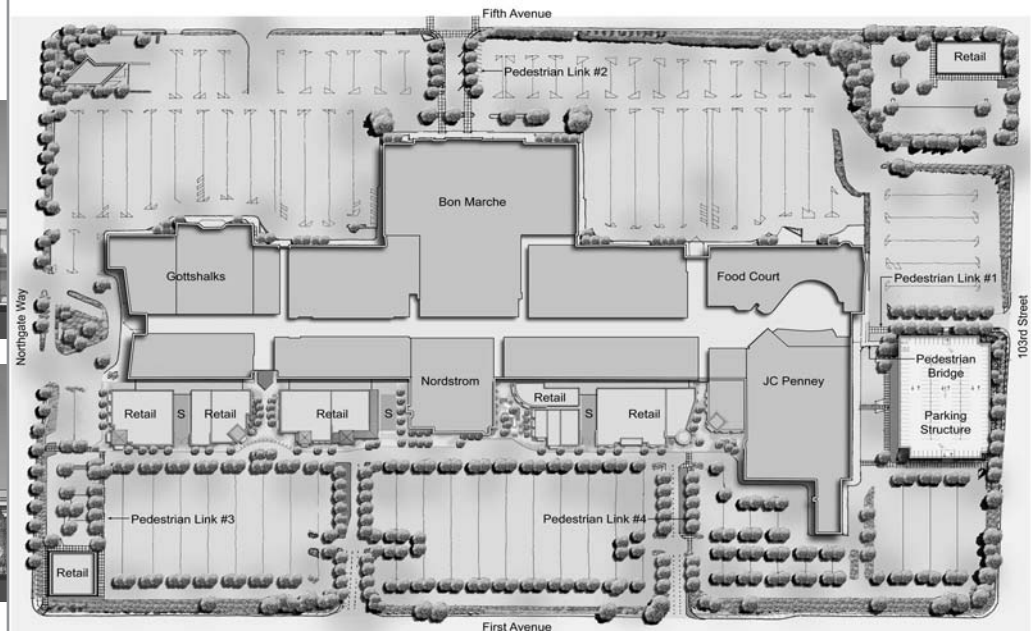 Fifth Avenue
Retail
Pedestrian Link #2
Bon Marche
Gottshalks
Food Court
Pedestrian Link #1
Northgate Way
103rd Street
Pedestrian
Bridge
Nordstrom
JC Penney
Retail
S
Retail
Retail
S
Retail
S
Retail
Parking
Structure
Pedestrian Link #3
Pedestrian Link #4
Retail
First Avenue